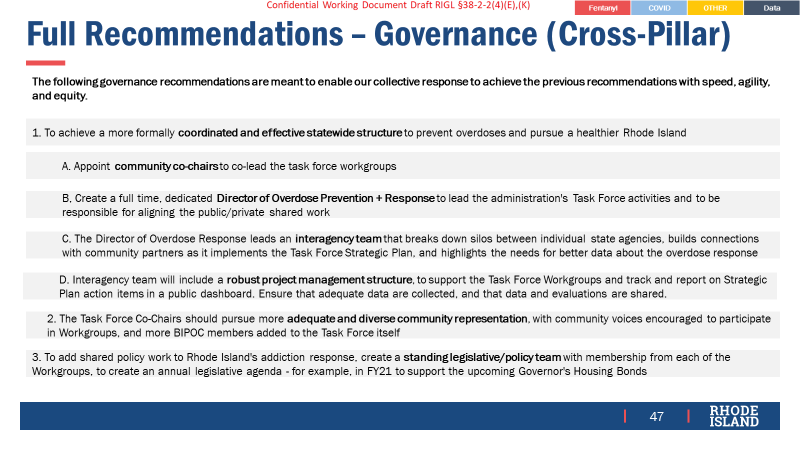 Confidential Working Document Draft RIGL §38-2-2(4)(E),(K)
Fentanyl COVID OTHER Data
Full Recommendations – Governance (Cross-Pillar)
The following governance recommendations are meant to enable our collective response to achieve the previous recommendations with speed, agility,
and equity.
1. To achieve a more formally coordinated and effective statewide structure to prevent overdoses and pursue a healthier Rhode Island
A. Appoint community co-chairs to co-lead the task force workgroups
B. Create a full time, dedicated Director of Overdose Prevention + Response to lead the administration's Task Force activities and to be
responsible for aligning the public/private shared work
C. The Director of Overdose Response leads an interagency team that breaks down silos between individual state agencies, builds connections
with community partners as it implements the Task Force Strategic Plan, and highlights the needs for better data about the overdose response
D. Interagency team will include a robust project management structure, to support the Task Force Workgroups and track and report on Strategic
Plan action items in a public dashboard. Ensure that adequate data are collected, and that data and evaluations are shared.
2. The Task Force Co-Chairs should pursue more adequate and diverse community representation, with community voices encouraged to participate
in Workgroups, and more BIPOC members added to the Task Force itself
3. To add shared policy work to Rhode Island's addiction response, create a standing legislative/policy team with membership from each of the
Workgroups, to create an annual legislative agenda - for example, in FY21 to support the upcoming Governor's Housing Bonds
47
RHODE
ISLAND